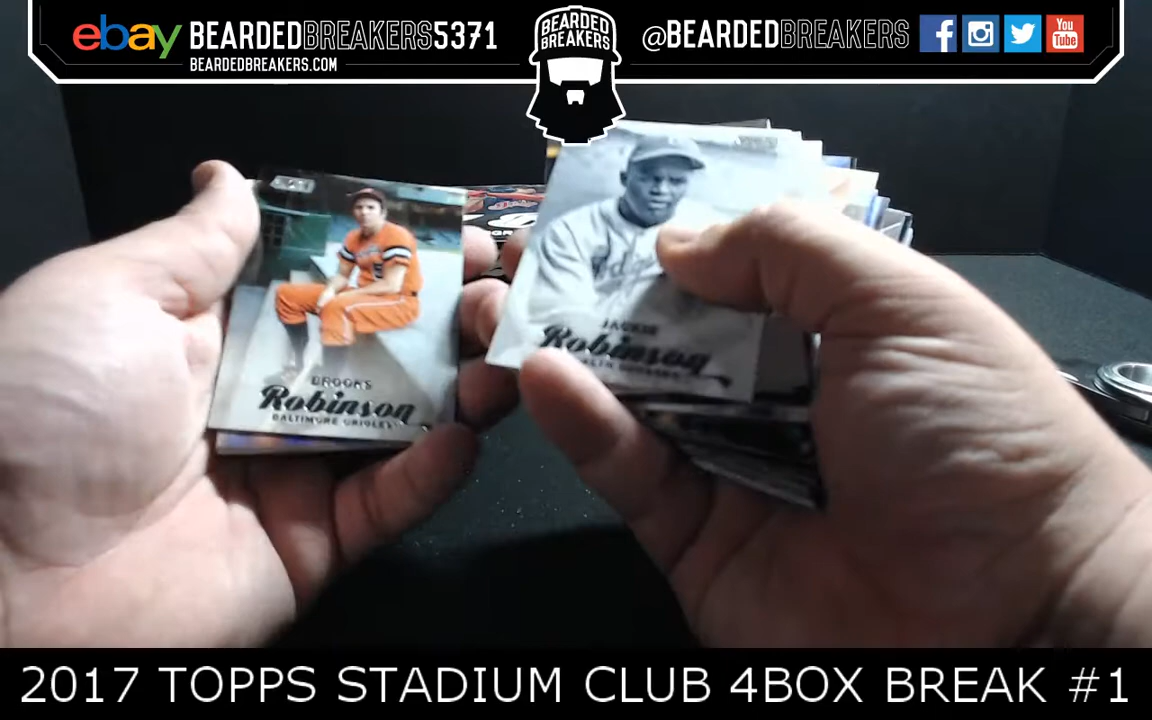 ebay BEARDEDBREAKERS5371
BEARDEDBREAKERS.COM
BEARDED
BREAKERS
@BEARDEDBREAKERS
You
Tube
BROOKS
Robinson
BALTIMORE ORIOLES
JACKIE
Robinson
2017 TOPPS STADIUM CLUB 4BOX BREAK #1